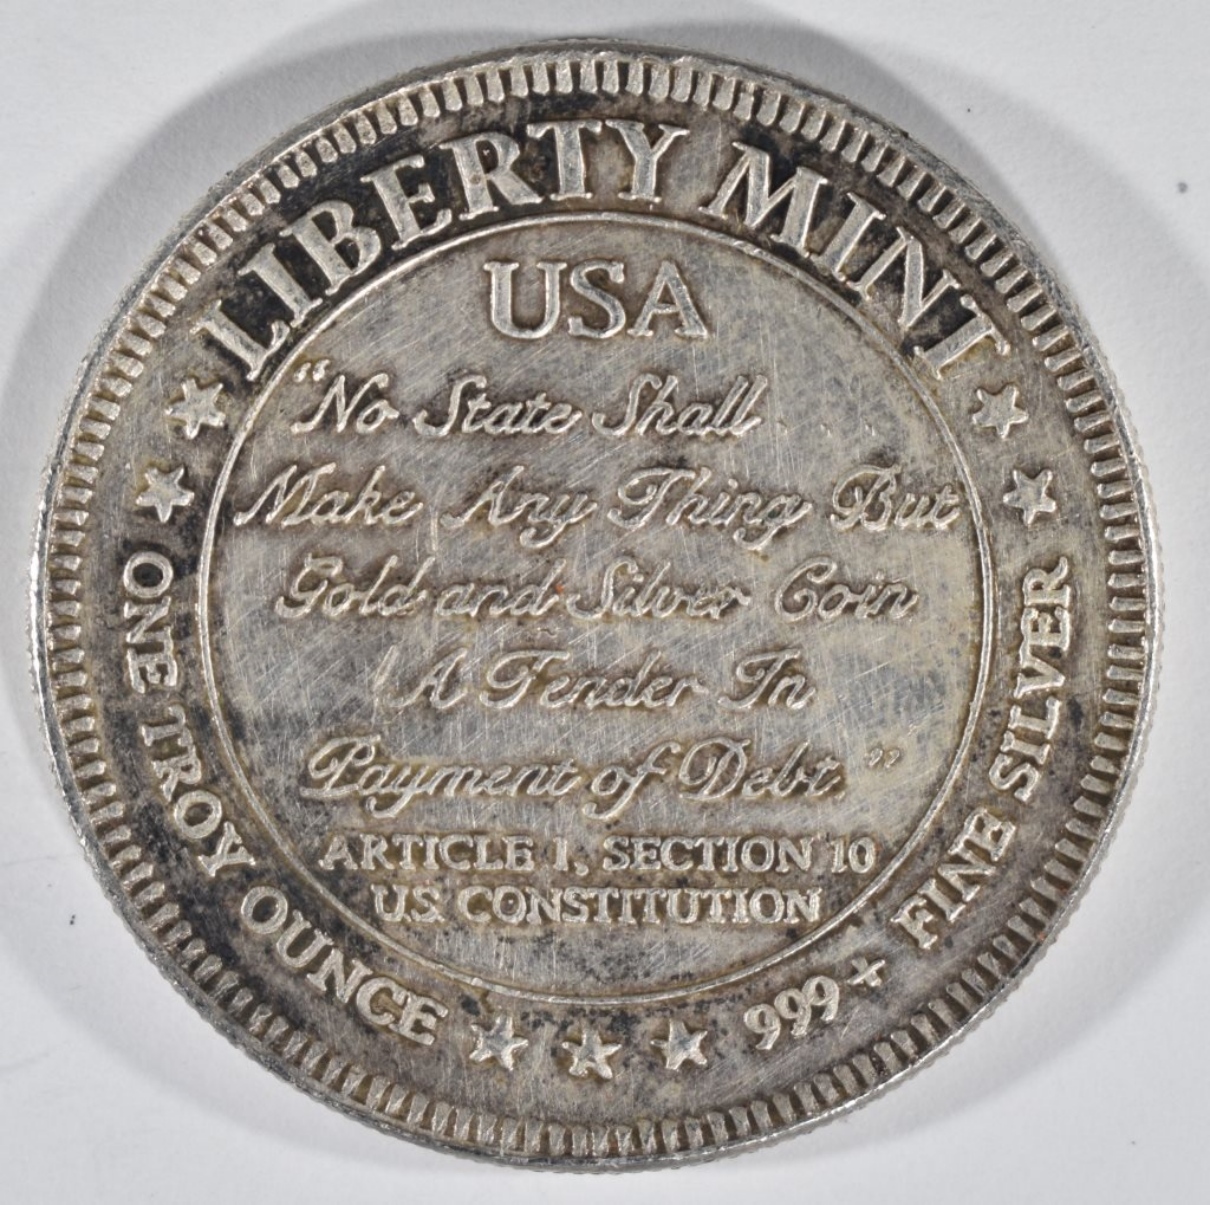 LIBERTY MINT
USA
"No State Shall . . . .
Make Any Thing But
Gold and Silver Coin
A Tender In
Payment of Debt."
ARTICLE 1, SECTION 10
U.S. CONSTITUTION
ONE TROY OUNCE
999+ FINE SILVER